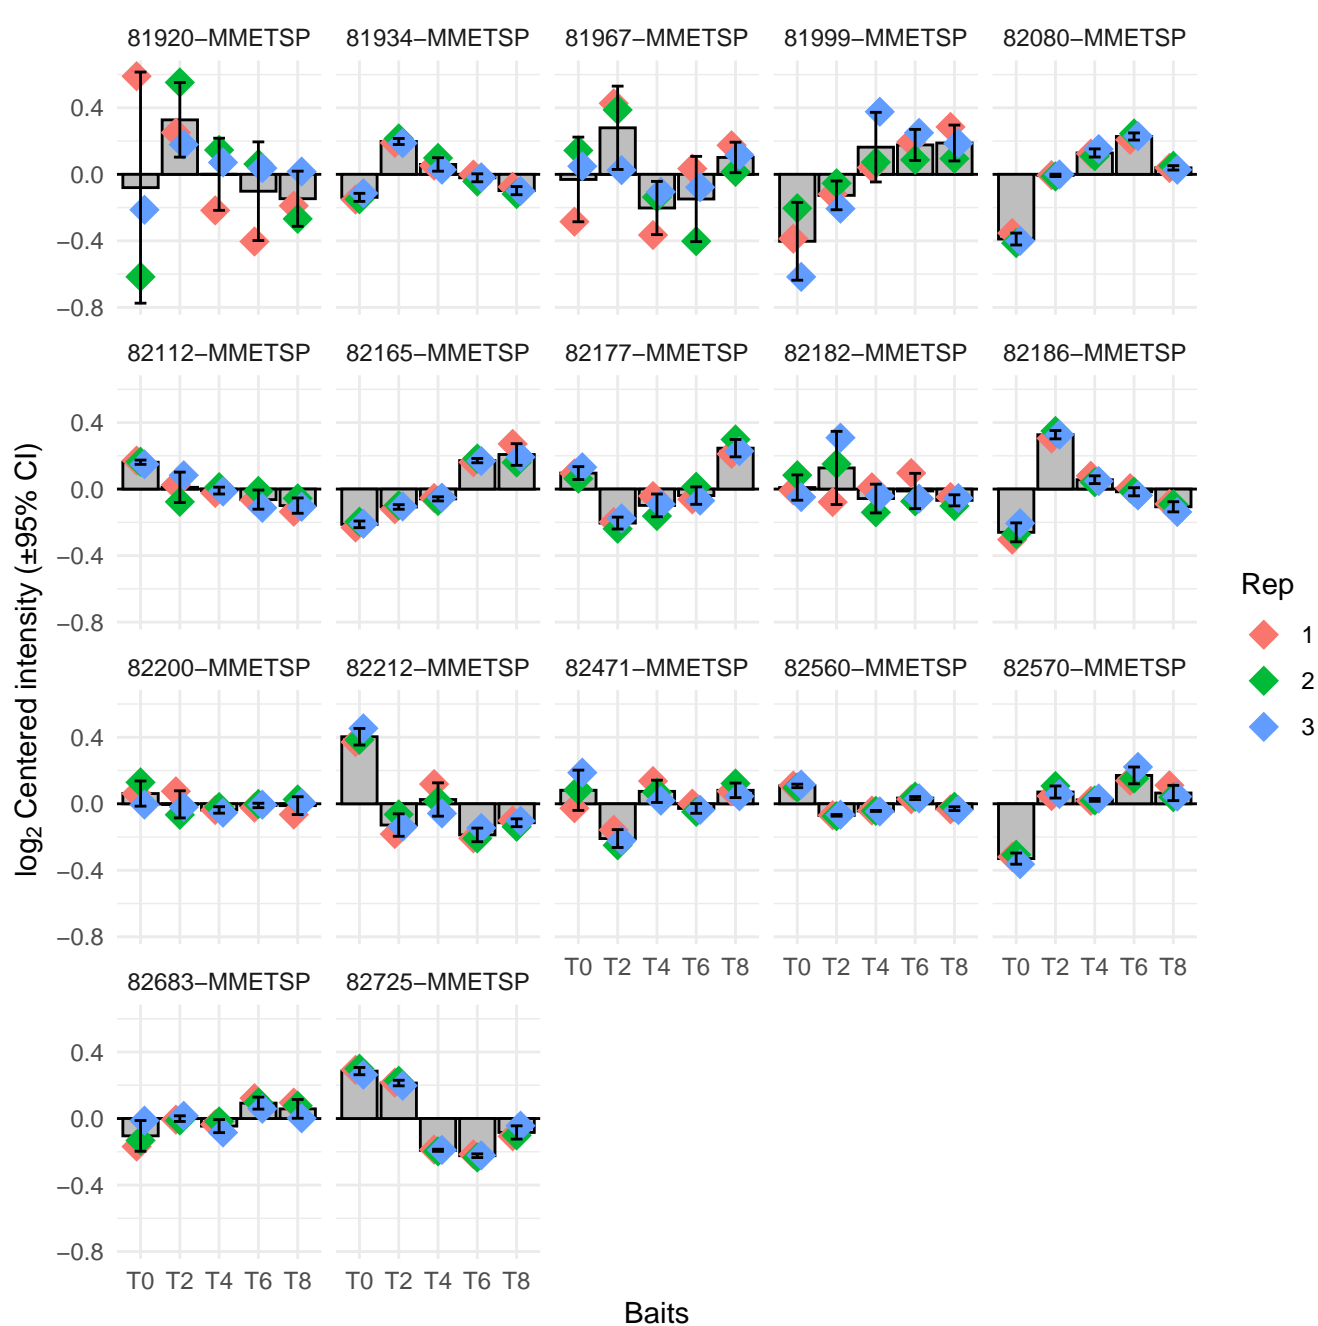 81920−MMETSP 81934−MMETSP 81967−MMETSP 81999−MMETSP 82080−MMETSP
0.4
0.0
−0.4
−0.8
82112−MMETSP 82165−MMETSP 82177−MMETSP 82182−MMETSP 82186−MMETSP
0.4
0.0
−0.4
−0.8
82200−MMETSP 82212−MMETSP 82471−MMETSP 82560−MMETSP 82570−MMETSP
0.4
0.0
−0.4
−0.8
T0 T2 T4 T6 T8 T0 T2 T4 T6 T8 T0 T2 T4 T6 T8
82683−MMETSP 82725−MMETSP
0.4
0.0
−0.4
−0.8
T0 T2 T4 T6 T8 T0 T2 T4 T6 T8
Baits
log2 Centered intensity (±95% CI)
Rep
1
2
3